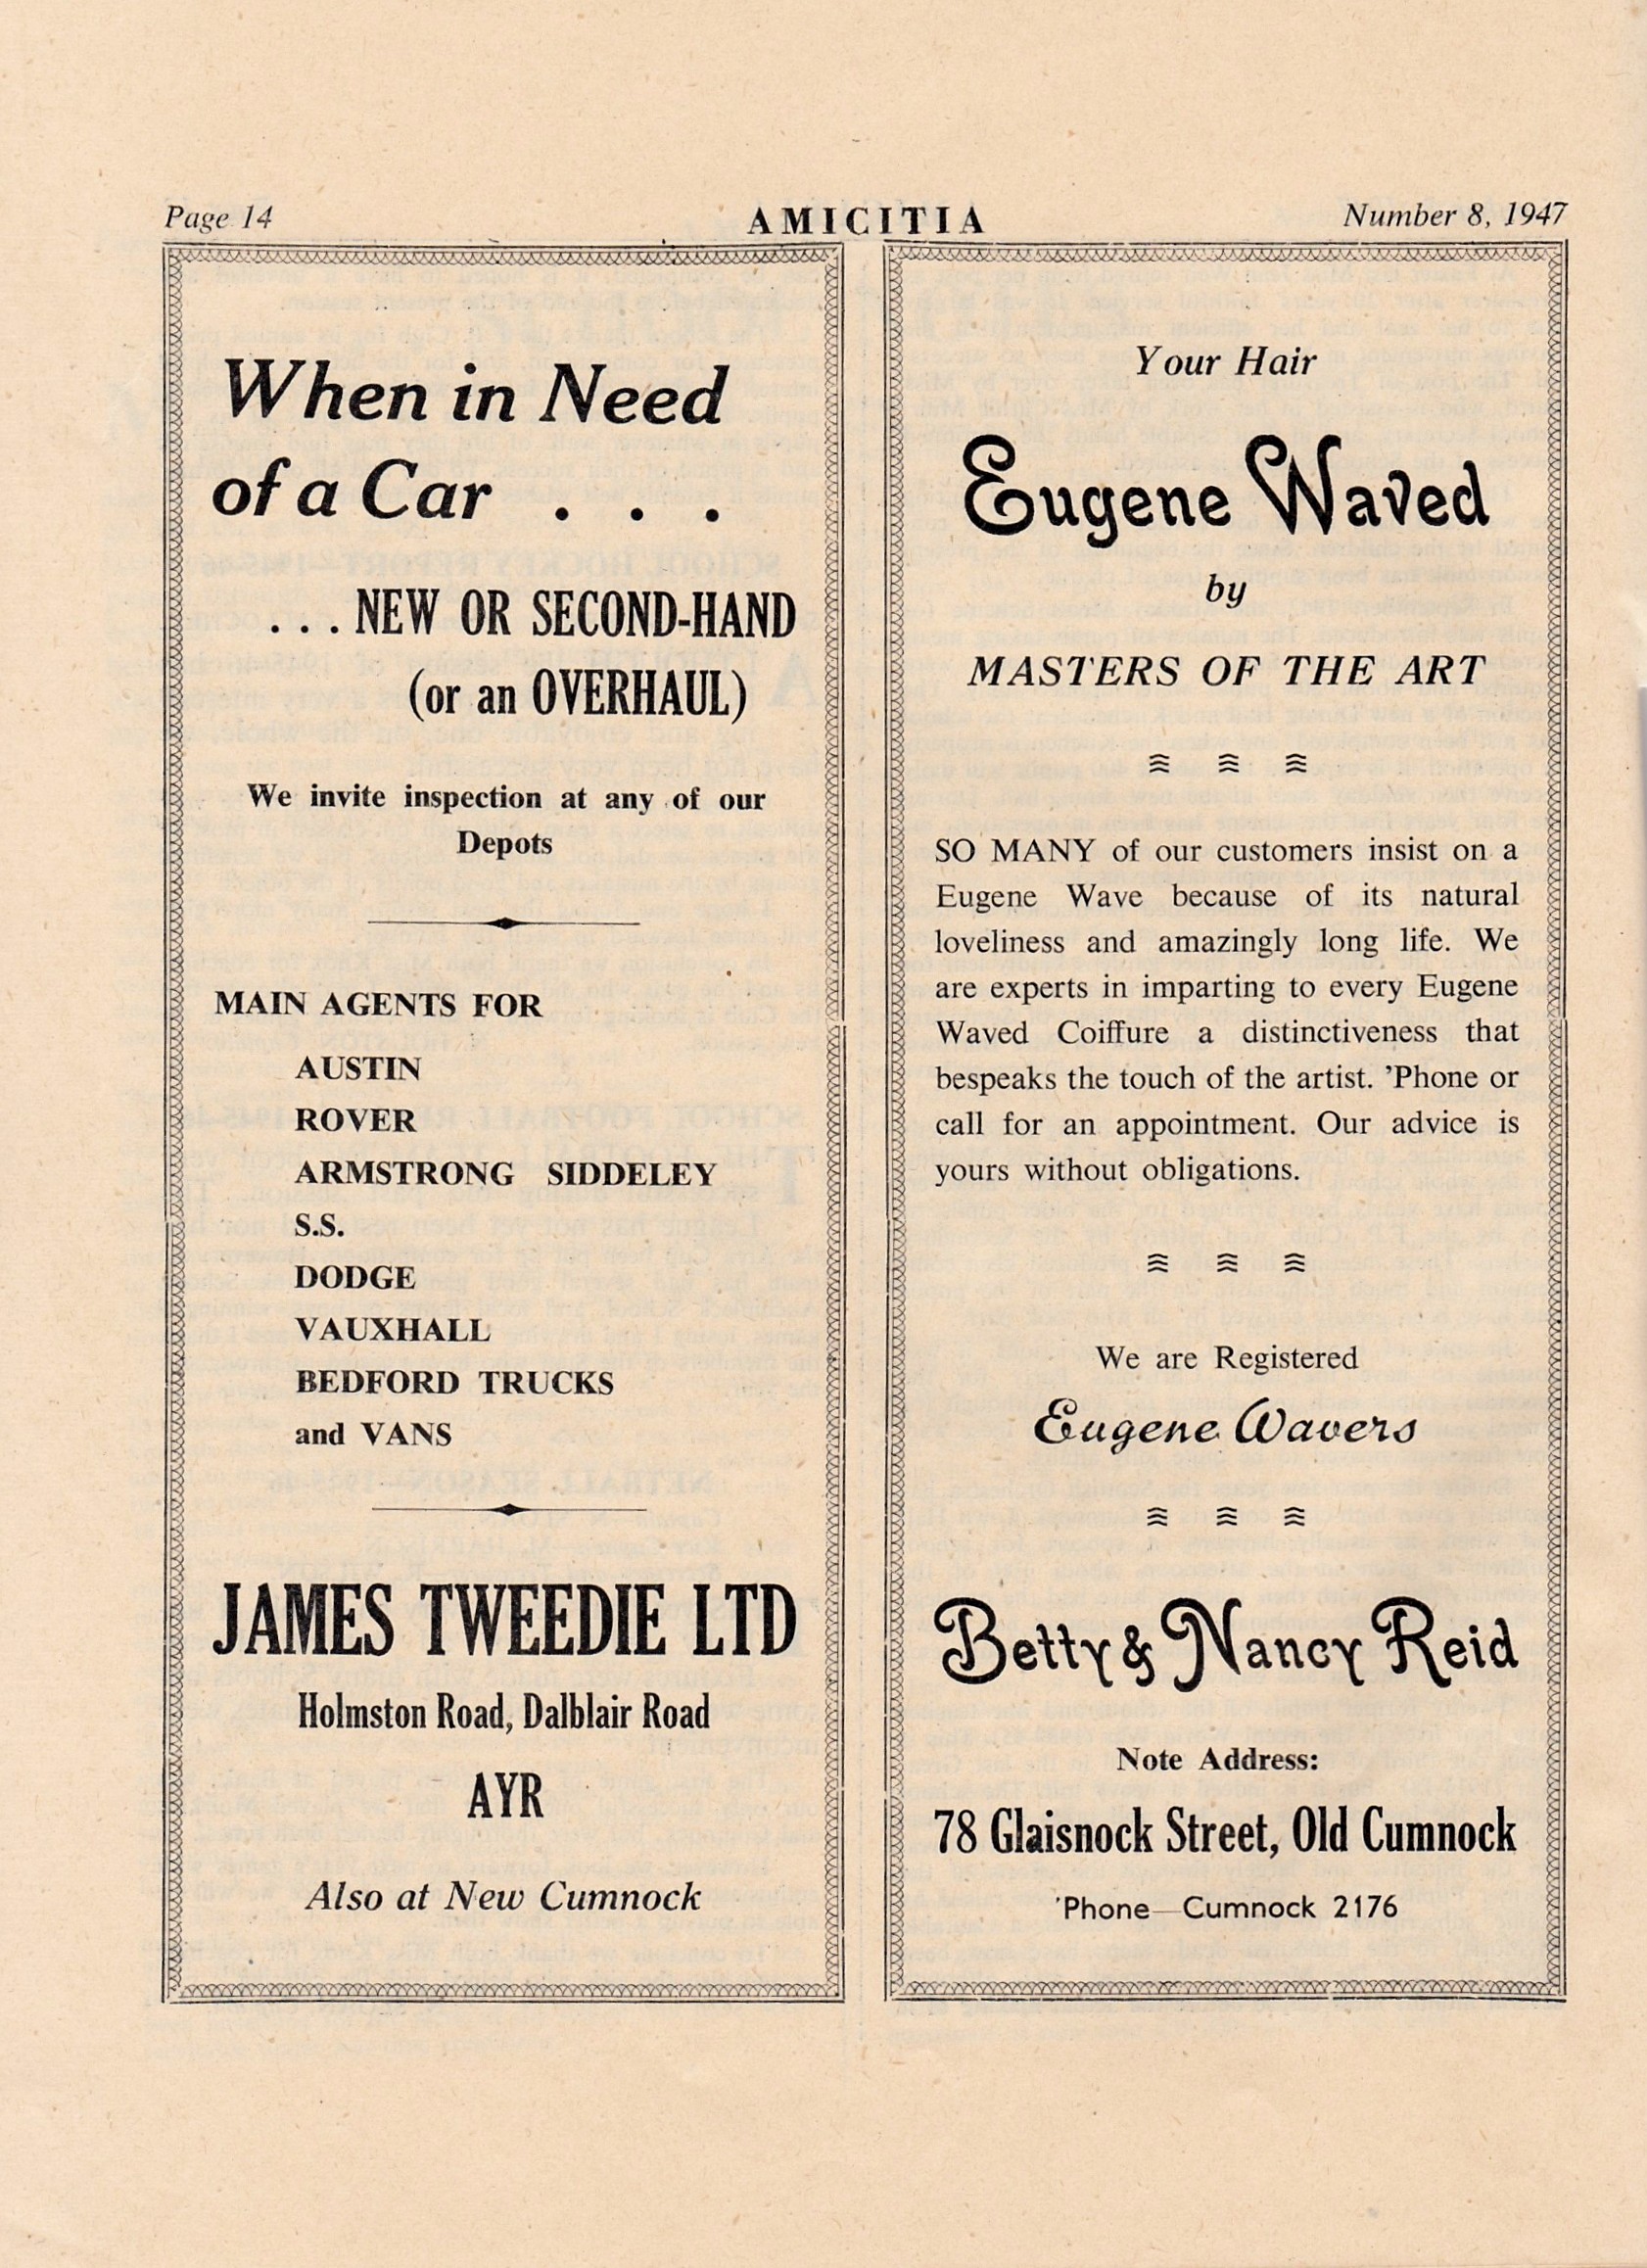 Page 14
AMICITIA
Number 8, 1947
When in Need
of a Car . . .
. . . NEW OR SECOND-HAND
(or an OVERHAUL)
We invite inspection at any of our
Depots
MAIN AGENTS FOR
AUSTIN
ROVER
ARMSTRONG SIDDELEY
S.S.
DODGE
VAUXHALL
BEDFORD TRUCKS
and VANS
JAMES TWEEDIE LTD
Holmston Road, Dalblair Road
AYR
Also at New Cumnock
Your Hair
Eugene Waved
by
MASTERS OF THE ART
SO MANY of our customers insist on a
Eugene Wave because of its natural
loveliness and amazingly long life. We
are experts in imparting to every Eugene
Waved Coiffure a distinctiveness that
bespeaks the touch of the artist. ’Phone or
call for an appointment. Our advice is
yours without obligations.
We are Registered
Eugene Wavers
Betty & Nancy Reid
Note Address:
78 Glaisnock Street, Old Cumnock
’Phone—Cumnock 2176